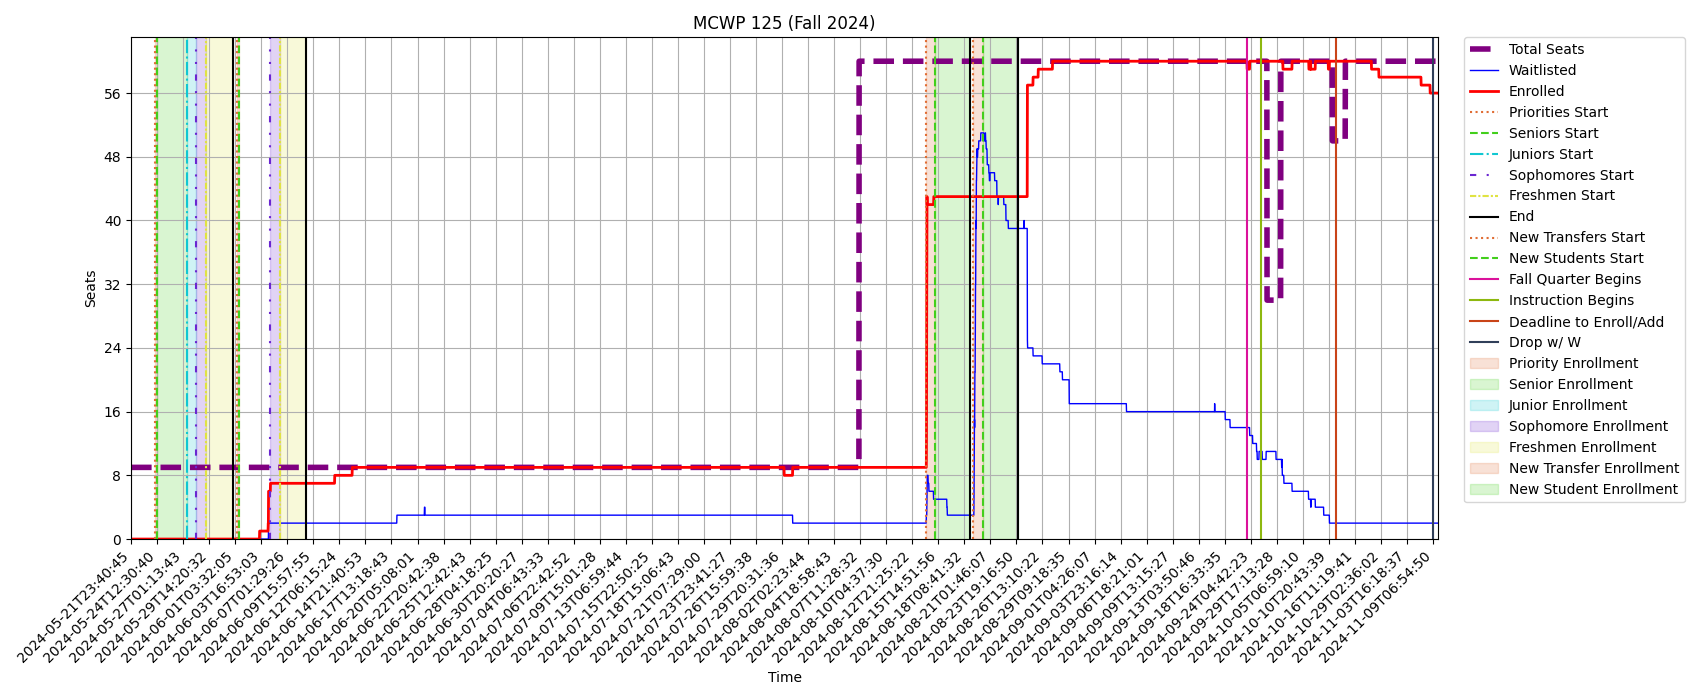 MCWP 125 (Fall 2024)
Seats
56
48
40
32
24
16
8
0
2024-05-21T23:40:45
2024-05-24T12:30:40
2024-05-27T01:13:43
2024-05-29T14:20:32
2024-06-01T03:32:05
2024-06-03T16:53:03
2024-06-07T01:29:26
2024-06-09T15:57:55
2024-06-12T06:15:24
2024-06-14T21:40:53
2024-06-17T13:18:43
2024-06-20T05:08:01
2024-06-22T20:42:38
2024-06-25T12:42:43
2024-06-28T04:18:25
2024-06-30T20:20:27
2024-07-04T06:43:33
2024-07-06T22:42:52
2024-07-09T15:01:28
2024-07-13T06:59:44
2024-07-15T22:50:25
2024-07-18T15:06:43
2024-07-21T07:29:00
2024-07-23T23:41:27
2024-07-26T15:59:38
2024-07-29T20:31:36
2024-08-02T02:23:44
2024-08-04T18:58:43
2024-08-07T11:28:32
2024-08-10T04:37:30
2024-08-12T21:25:22
2024-08-15T14:51:56
2024-08-18T08:41:32
2024-08-21T01:46:07
2024-08-23T19:16:50
2024-08-26T13:10:22
2024-08-29T09:18:35
2024-09-01T04:26:07
2024-09-03T23:16:14
2024-09-06T18:21:01
2024-09-09T13:15:27
2024-09-13T03:50:46
2024-09-18T16:33:35
2024-09-24T04:42:23
2024-09-29T17:13:28
2024-10-05T06:59:10
2024-10-10T20:43:39
2024-10-16T11:19:41
2024-10-29T02:36:02
2024-11-03T16:18:37
2024-11-09T06:54:50
Time
Total Seats
Waitlisted
Enrolled
Priorities Start
Seniors Start
Juniors Start
Sophomores Start
Freshmen Start
End
New Transfers Start
New Students Start
Fall Quarter Begins
Instruction Begins
Deadline to Enroll/Add
Drop w/ W
Priority Enrollment
Senior Enrollment
Junior Enrollment
Sophomore Enrollment
Freshmen Enrollment
New Transfer Enrollment
New Student Enrollment